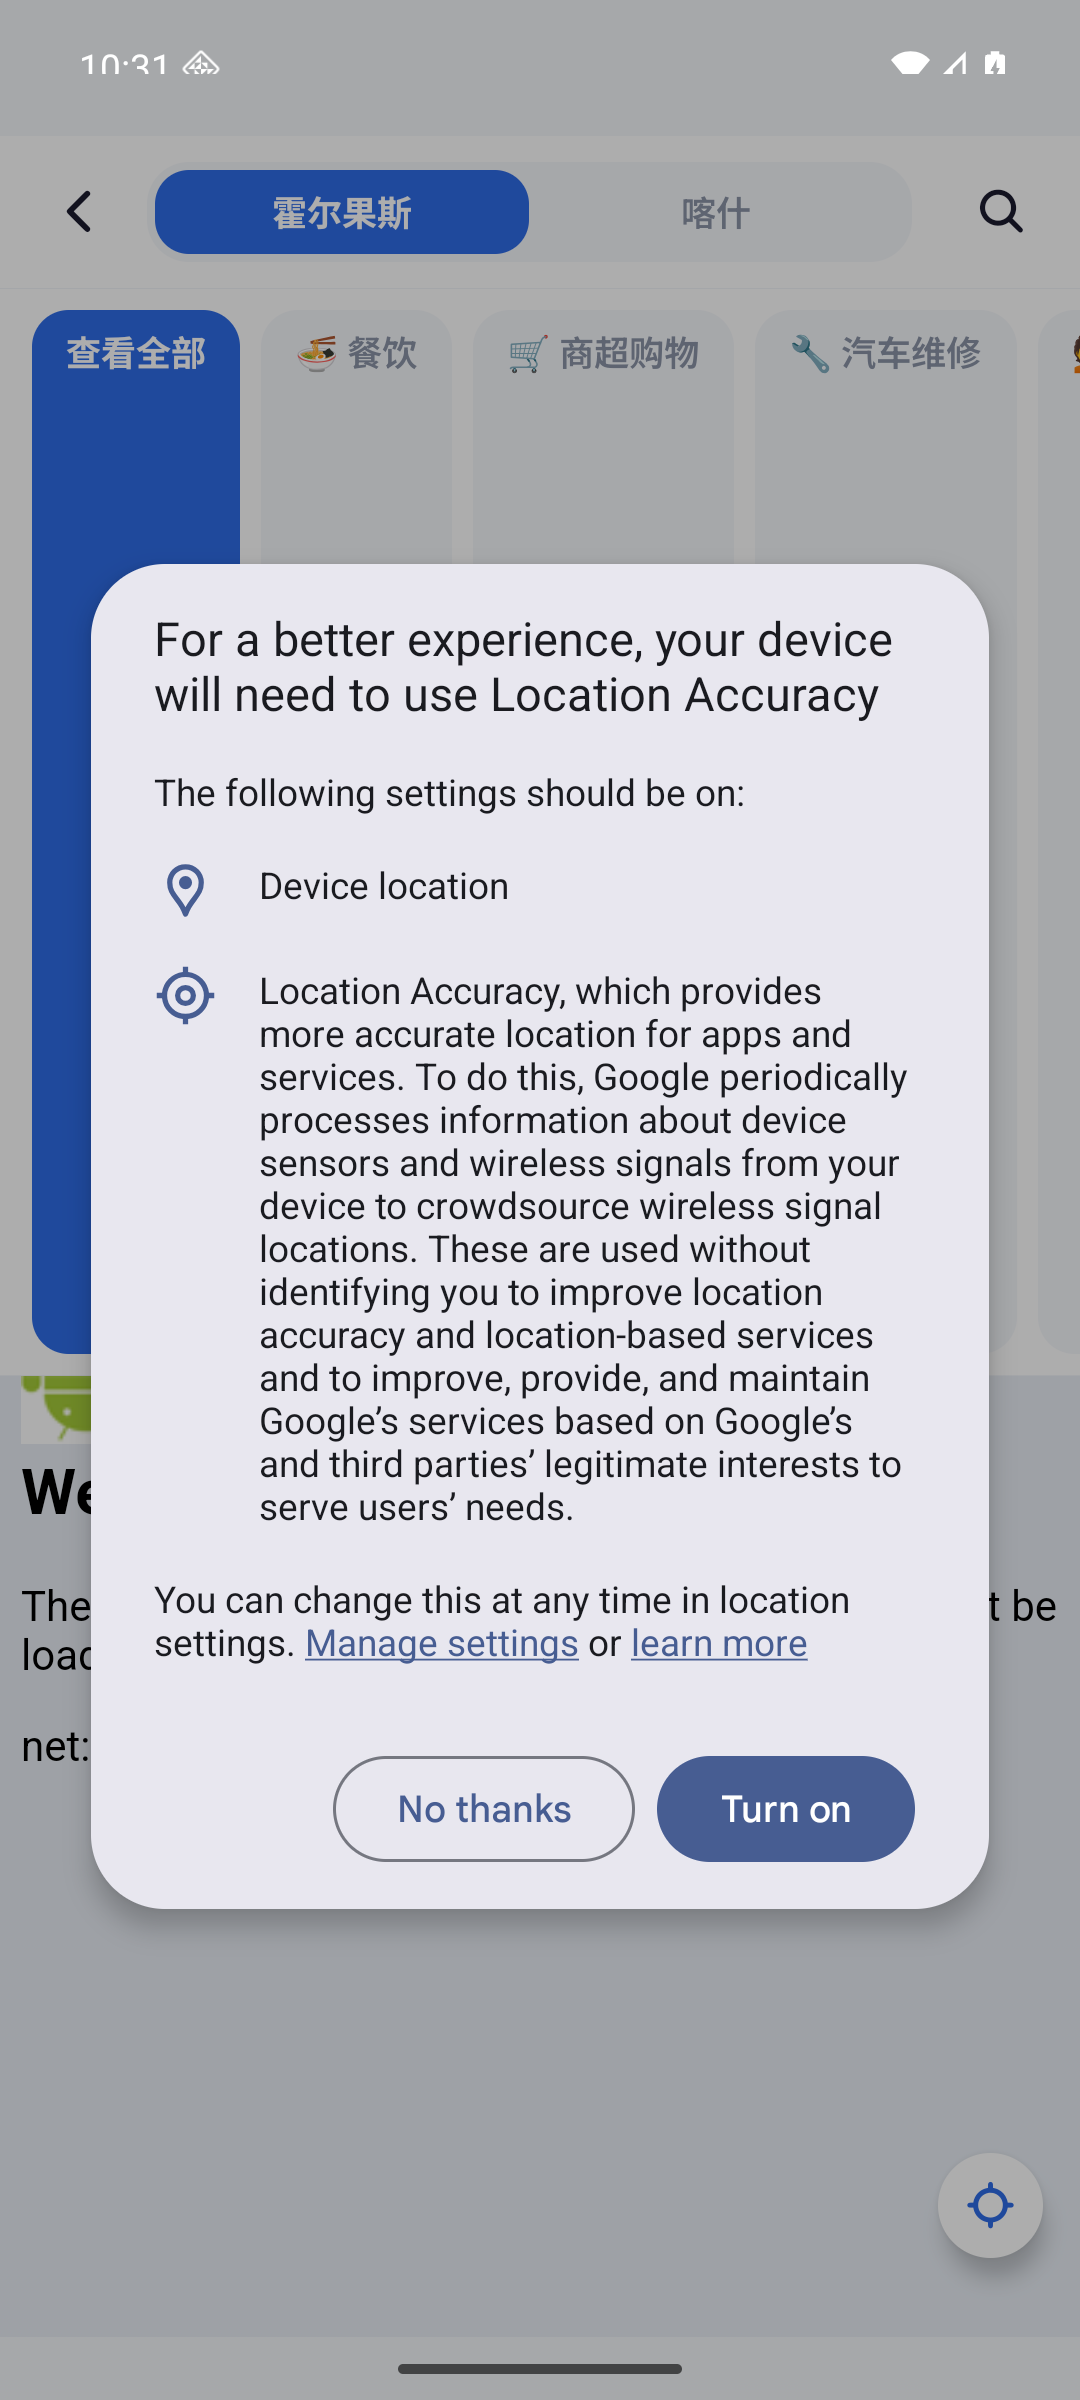 10:31
霍尔果斯
喀什
查看全部
餐饮
商超购物
汽车维修
For a better experience, your device
will need to use Location Accuracy
The following settings should be on:
Device location
Location Accuracy, which provides
more accurate location for apps and
services. To do this, Google periodically
processes information about device
sensors and wireless signals from your
device to crowdsource wireless signal
locations. These are used without
identifying you to improve location
accuracy and location-based services
and to improve, provide, and maintain
Google’s services based on Google’s
and third parties’ legitimate interests to
serve users’ needs.
The
t be
You can change this at any time in location
settings. Manage settings or learn more
net:
No thanks
Turn on